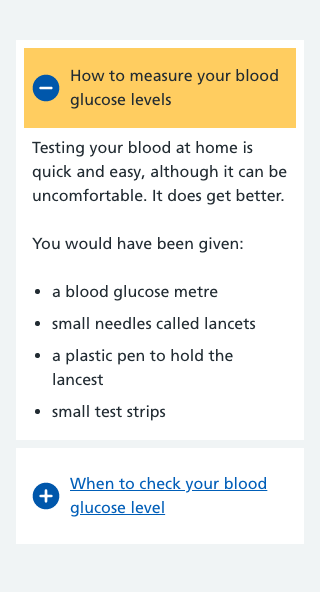 How to measure your blood
glucose levels
Testing your blood at home is
quick and easy, although it can be
uncomfortable. It does get better.
You would have been given:
• a blood glucose metre
• small needles called lancets
• a plastic pen to hold the
lancest
• small test strips
When to check your blood
glucose level